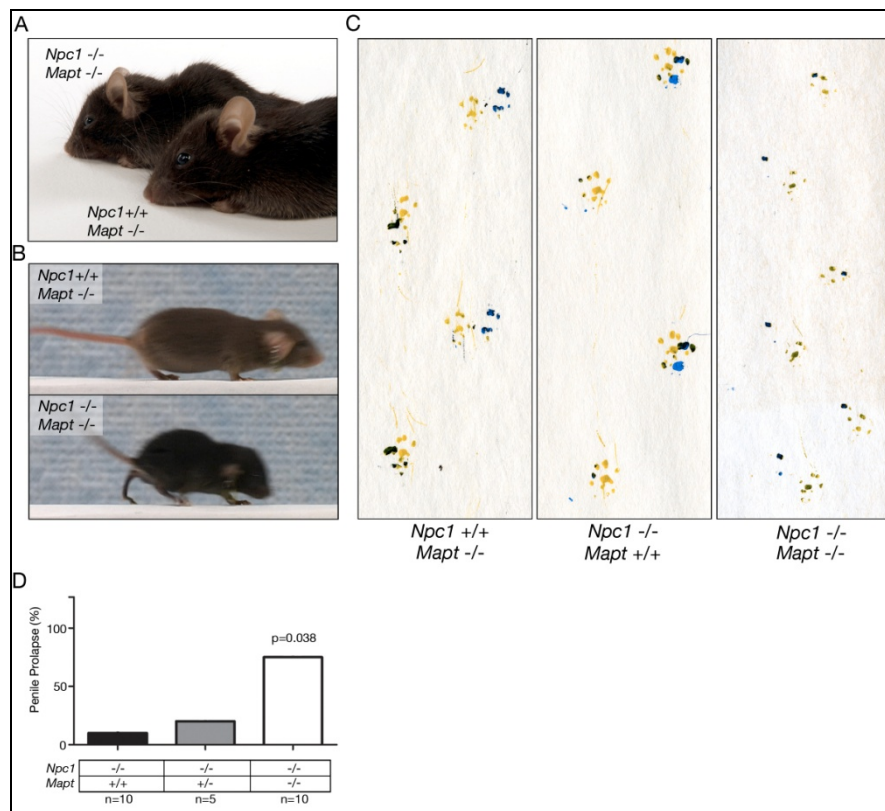 A
Npc1 -/-
Mapt -/-
Npc1+/+
Mapt -/-
B
Npc1+/+
Mapt -/-
Npc1 -/-
Mapt -/-
C
Npc1 +/+
Mapt -/-
Npc1 -/-
Mapt +/+
Npc1 -/-
Mapt -/-
D
Penile Prolapse (%)
100
50
0
p=0.038
Npc1 -/- -/- -/-
Mapt +/+ +/- -/-
n=10 n=5 n=10